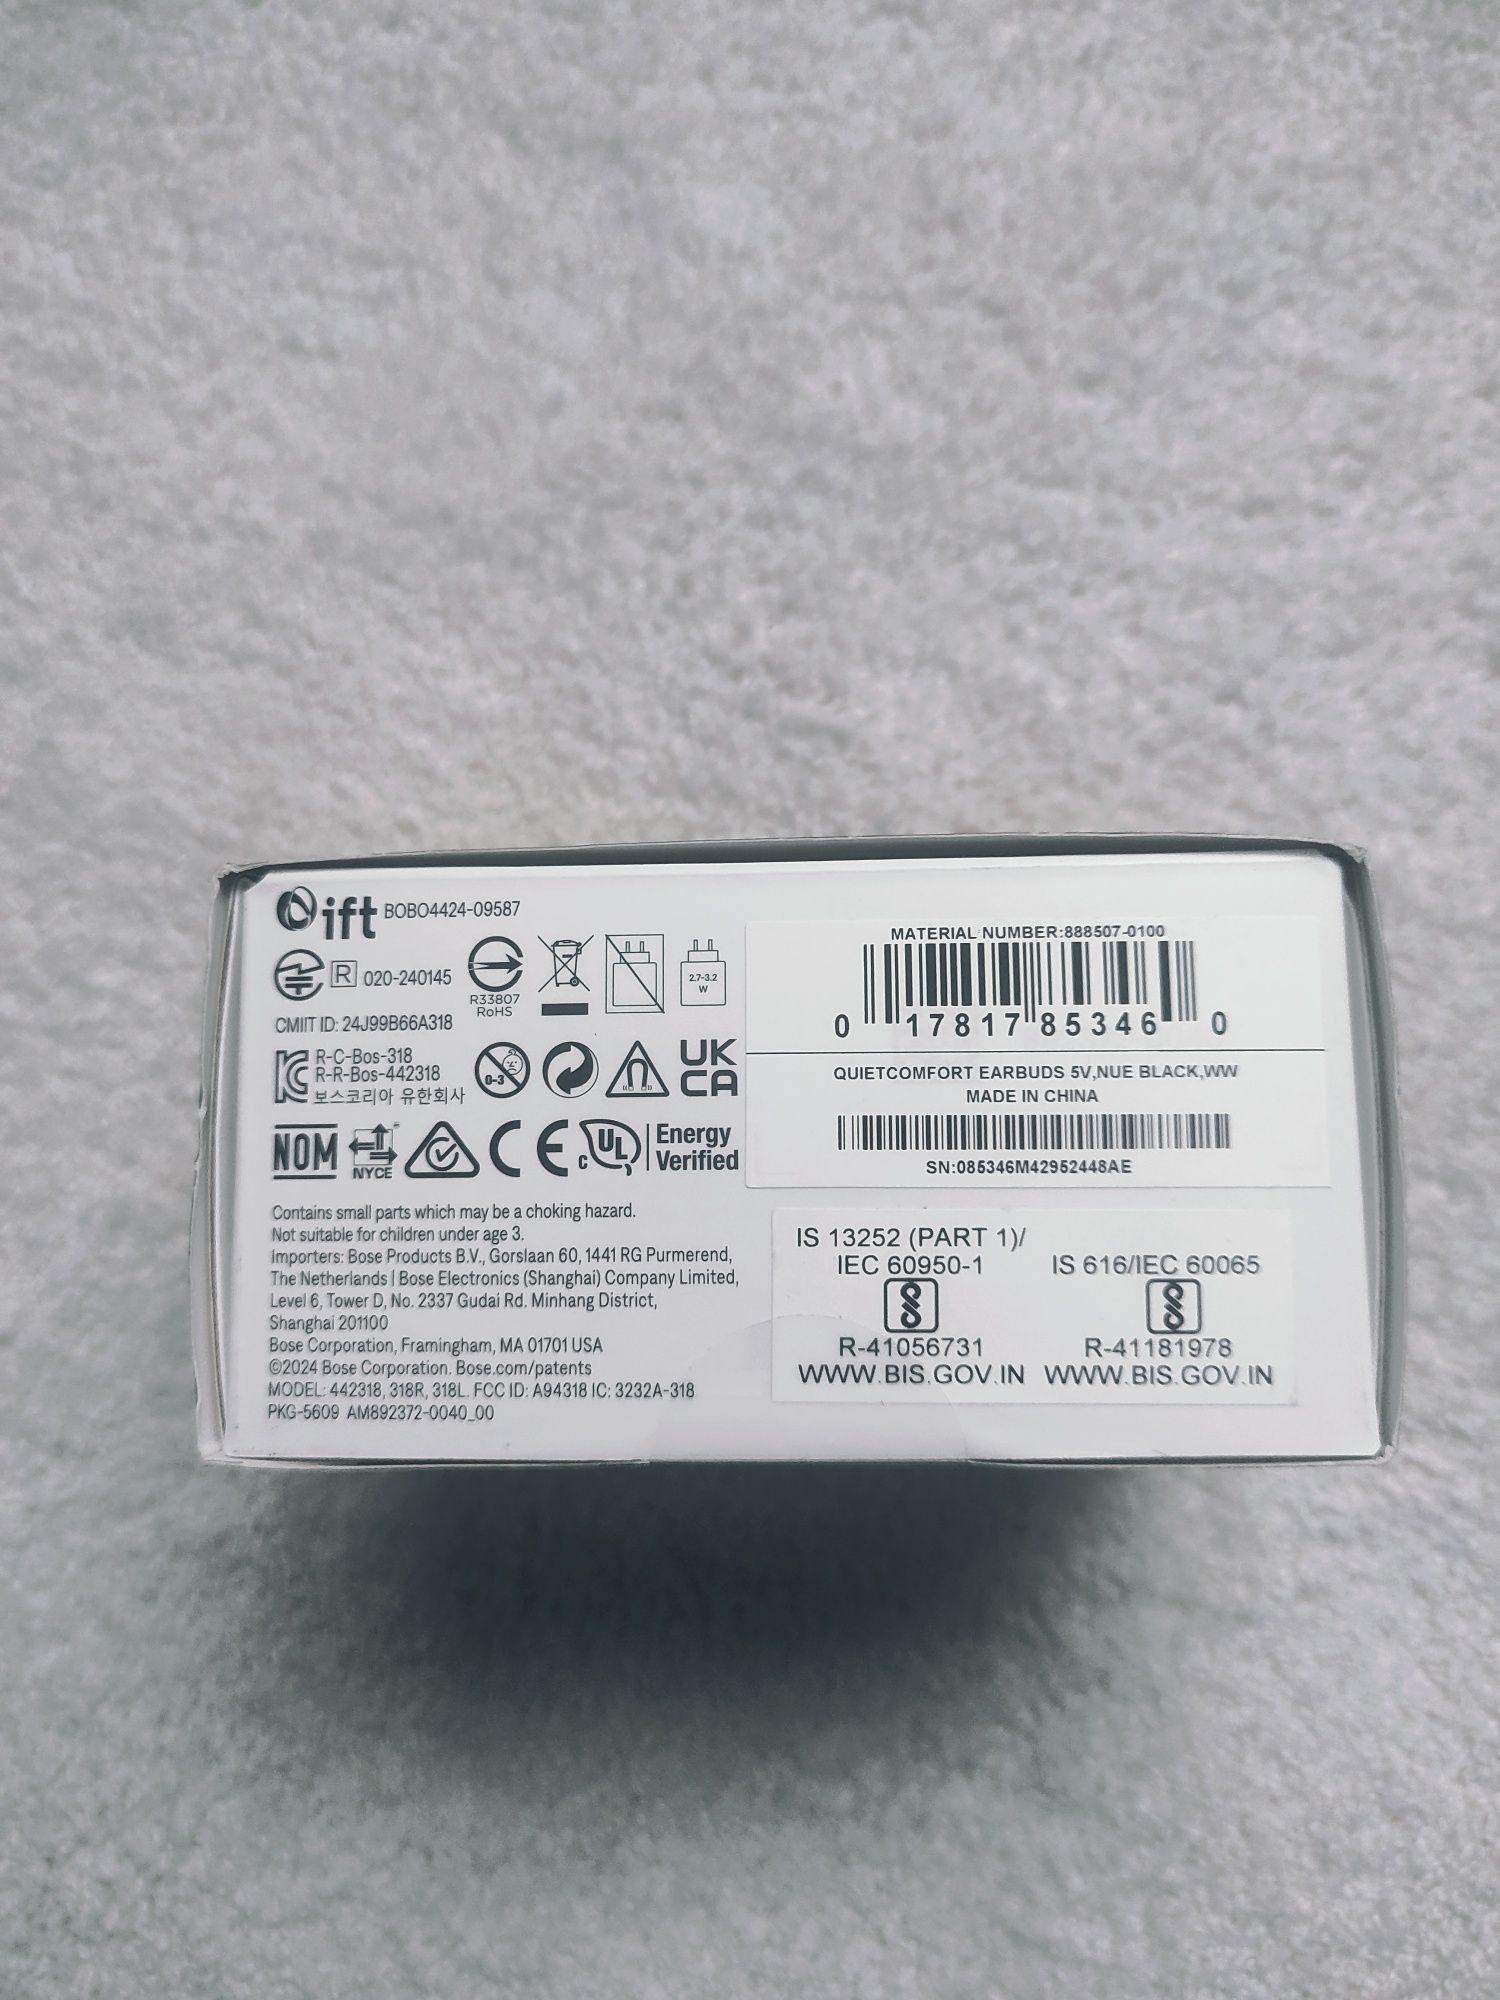 ift BOBO4424-09587
R 020-240145
R33807
RoHS
2.7-3.2
W
CMIIT ID: 24J99B66A318
R-C-Bos-318
R-R-Bos-442318
보스코리아 유한회사
0-3
UK
CA
NOM
NYCE
CE
c UL
Energy
Verified
Contains small parts which may be a choking hazard.
Not suitable for children under age 3.
Importers: Bose Products B.V., Gorslaan 60, 1441 RG Purmerend,
The Netherlands | Bose Electronics (Shanghai) Company Limited,
Level 6, Tower D, No. 2337 Gudai Rd. Minhang District,
Shanghai 201100
Bose Corporation, Framingham, MA 01701 USA
©2024 Bose Corporation. Bose.com/patents
MODEL: 442318, 318R, 318L. FCC ID: A94318 IC: 3232A-318
PKG-5609 AM892372-0040_00
MATERIAL NUMBER:888507-0100
0 17817 85346 0
QUIETCOMFORT EARBUDS 5V,NUE BLACK,WW
MADE IN CHINA
SN:085346M42952448AE
IS 13252 (PART 1)/
IEC 60950-1
R-41056731
WWW.BIS.GOV.IN
IS 616/IEC 60065
R-41181978
WWW.BIS.GOV.IN